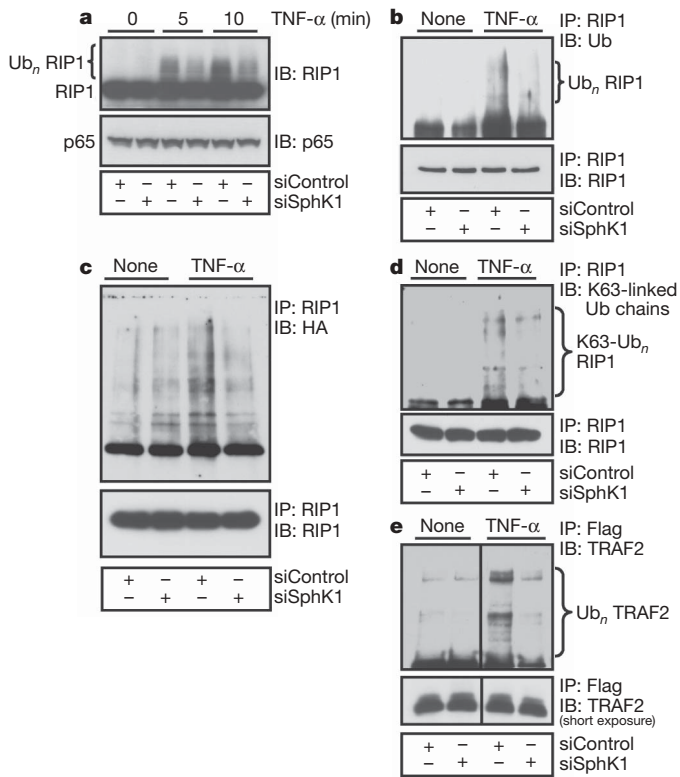 a 0 5 10 TNF-α (min)
Ubn RIP1
RIP1
IB: RIP1
p65
IB: p65
+ – + – + – siControl
– + – + – + siSphK1
b None TNF-α IP: RIP1
IB: Ub
Ubn RIP1
IP: RIP1
IB: RIP1
+ – + – siControl
– + – + siSphK1
c None TNF-α
IP: RIP1
IB: HA
IP: RIP1
IB: RIP1
+ – + – siControl
– + – + siSphK1
d None TNF-α IP: RIP1
IB: K63-linked
Ub chains
K63-Ubn
RIP1
IP: RIP1
IB: RIP1
+ – + – siControl
– + – + siSphK1
e None TNF-α IP: Flag
IB: TRAF2
Ubn TRAF2
IP: Flag
IB: TRAF2
(short exposure)
+ – + – siControl
– + – + siSphK1